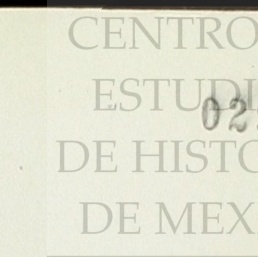 CENTRO
ESTUDI
02
DE HISTO
DE MEX